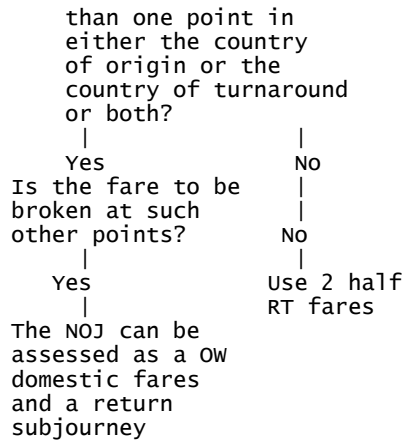 than one point in
either the country
of origin or the
country of turnaround
or both?
| |
Yes No
Is the fare to be |
broken at such |
other points? No
| |
Yes Use 2 half
| RT fares
The NOJ can be
assessed as a OW
domestic fares
and a return
subjourney